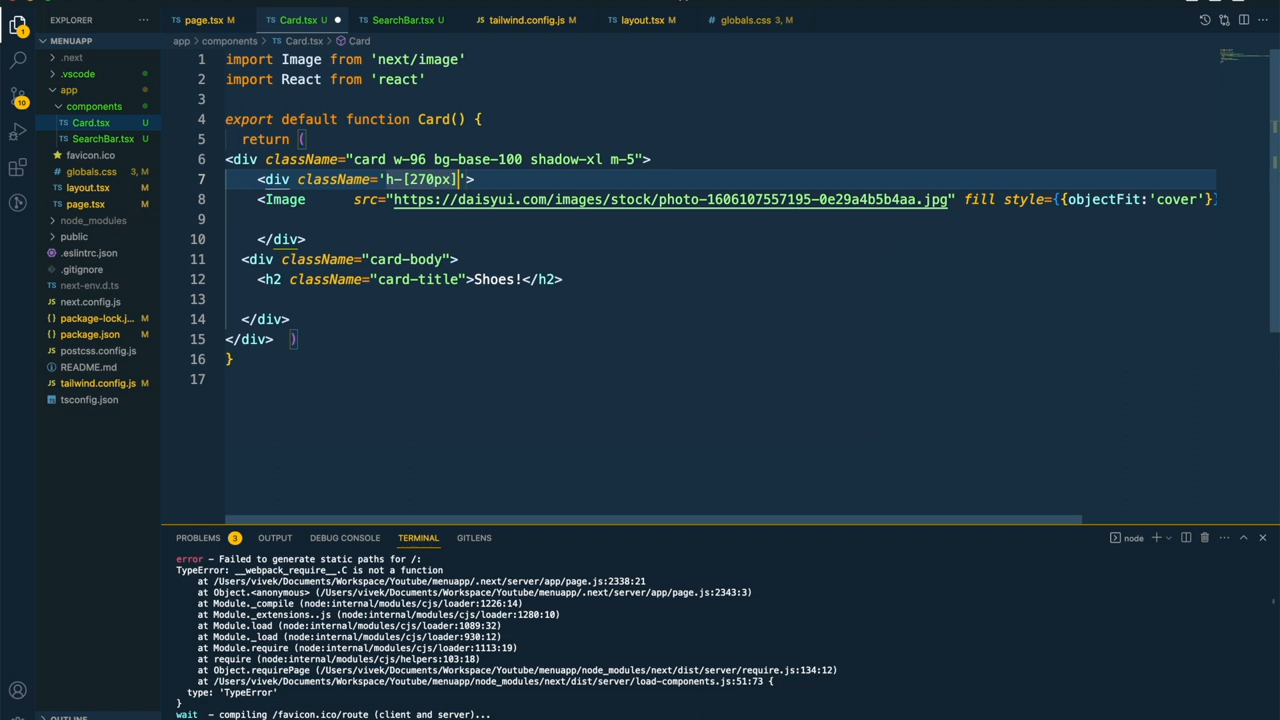 EXPLORER
page.tsx M
Card.tsx U
SearchBar.tsx U
tailwind.config.js M
layout.tsx M
globals.css 3, M
MENUAPP
app > components > Card.tsx > Card
.next
.vscode
app
components
Card.tsx U
SearchBar.tsx U
favicon.ico
globals.css 3, M
layout.tsx M
page.tsx M
node_modules
public
.eslintrc.json
.gitignore
next-env.d.ts
next.config.js
package-lock.j... M
package.json M
postcss.config.js
README.md
tailwind.config.js M
tsconfig.json
1
10
1 import Image from 'next/image'
2 import React from 'react'
3
4 export default function Card() {
5 return (
6 <div className="card w-96 bg-base-100 shadow-xl m-5">
7 <div className='h-[270px]'>
8 <Image src="https://daisyui.com/images/stock/photo-1606107557195-0e29a4b5b4aa.jpg" fill style={{objectFit:'cover'}}
9
10 </div>
11 <div className="card-body">
12 <h2 className="card-title">Shoes!</h2>
13
14 </div>
15 </div> )
16 }
17
PROBLEMS 3 OUTPUT DEBUG CONSOLE TERMINAL GITLENS
node
error - Failed to generate static paths for /:
TypeError: __webpack_require__.C is not a function
at /Users/vivek/Documents/Workspace/Youtube/menuapp/.next/server/app/page.js:2338:21
at Object.<anonymous> (/Users/vivek/Documents/Workspace/Youtube/menuapp/.next/server/app/page.js:2343:3)
at Module._compile (node:internal/modules/cjs/loader:1226:14)
at Module._extensions..js (node:internal/modules/cjs/loader:1280:10)
at Module.load (node:internal/modules/cjs/loader:1089:32)
at Module._load (node:internal/modules/cjs/loader:930:12)
at Module.require (node:internal/modules/cjs/loader:1113:19)
at require (node:internal/modules/cjs/helpers:103:18)
at Object.requirePage (/Users/vivek/Documents/Workspace/Youtube/menuapp/node_modules/next/dist/server/require.js:134:12)
at /Users/vivek/Documents/Workspace/Youtube/menuapp/node_modules/next/dist/server/load-components.js:51:73 {
type: 'TypeError'
}
wait - compiling /favicon.ico/route (client and server)...
OUTLINE